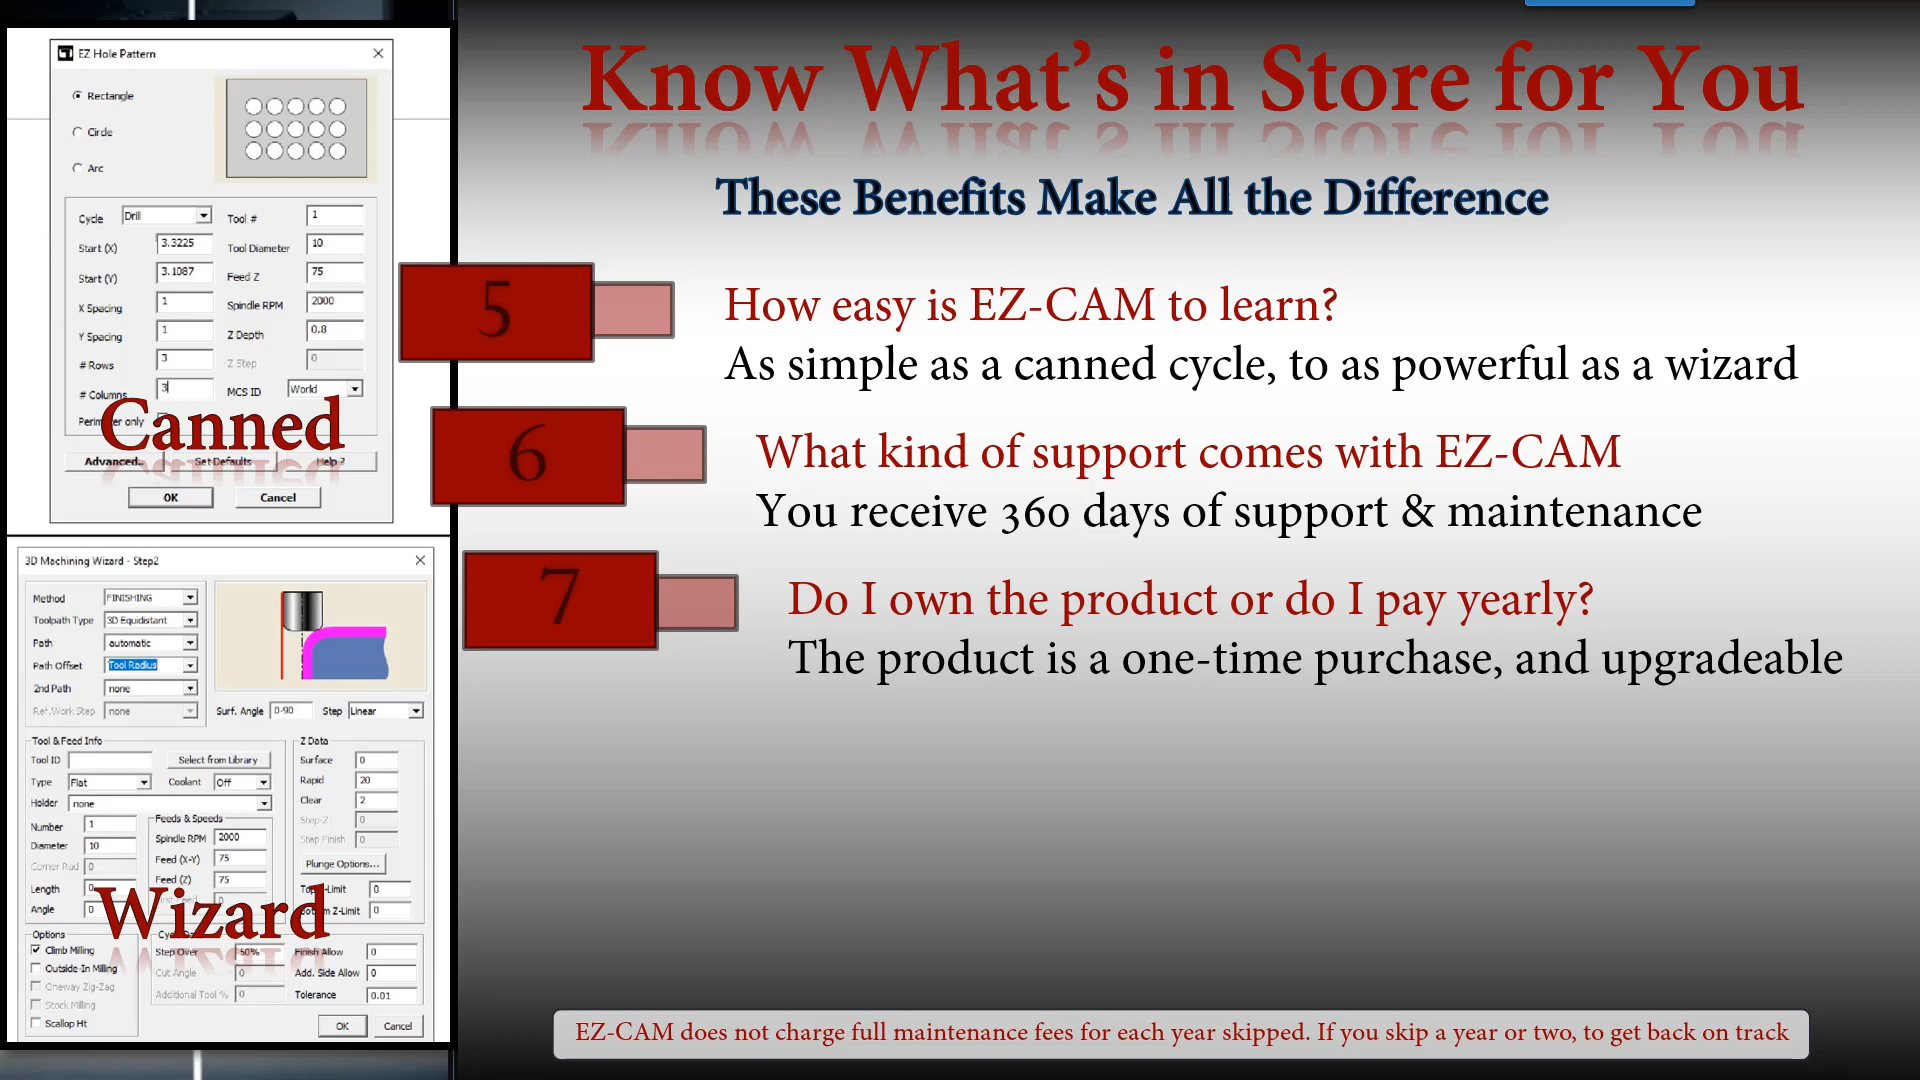 EZ Hole Pattern
Rectangle
Circle
Arc
Cycle Drill Tool # 1
Start (X) 3.3225 Tool Diameter 10
Start (Y) 3.1087 Feed Z 75
X Spacing 1 Spindle RPM 2000
Y Spacing 1 Z Depth 0.8
# Rows 3 Z Step 0
# Columns 3 MCS ID World
Perimeter only
Canned
Advanced.. Set Defaults Help ?
OK Cancel
3D Machining Wizard - Step2
Method FINISHING
Toolpath Type 3D Equidistant
Path automatic
Path Offset Tool Radius
2nd Path none
Ref.Work Step none
Surf. Angle 0-90 Step Linear
Tool & Feed Info
Tool ID Select from Library
Type Flat Coolant Off
Holder none
Number 1
Diameter 10
Corner Rad 0
Length 0
Angle 0
Feeds & Speeds
Spindle RPM 2000
Feed (X-Y) 75
Feed (Z) 75
0
Z Data
Surface 0
Rapid 20
Clear 2
Step-Z 0
Step Finish 0
Plunge Options...
0
Z-Limit 0
Wizard
Options
Climb Milling
Outside-In Milling
Oneway Zig-Zag
Stock Milling
Scallop Ht
Step Over 50% Finish Allow 0
Cut Angle 0 Add. Side Allow 0
Additional Tool % 0 Tolerance 0.01
OK Cancel
Know What's in Store for You
These Benefits Make All the Difference
5
How easy is EZ-CAM to learn?
As simple as a canned cycle, to as powerful as a wizard
6
What kind of support comes with EZ-CAM
You receive 360 days of support & maintenance
7
Do I own the product or do I pay yearly?
The product is a one-time purchase, and upgradeable
EZ-CAM does not charge full maintenance fees for each year skipped. If you skip a year or two, to get back on track